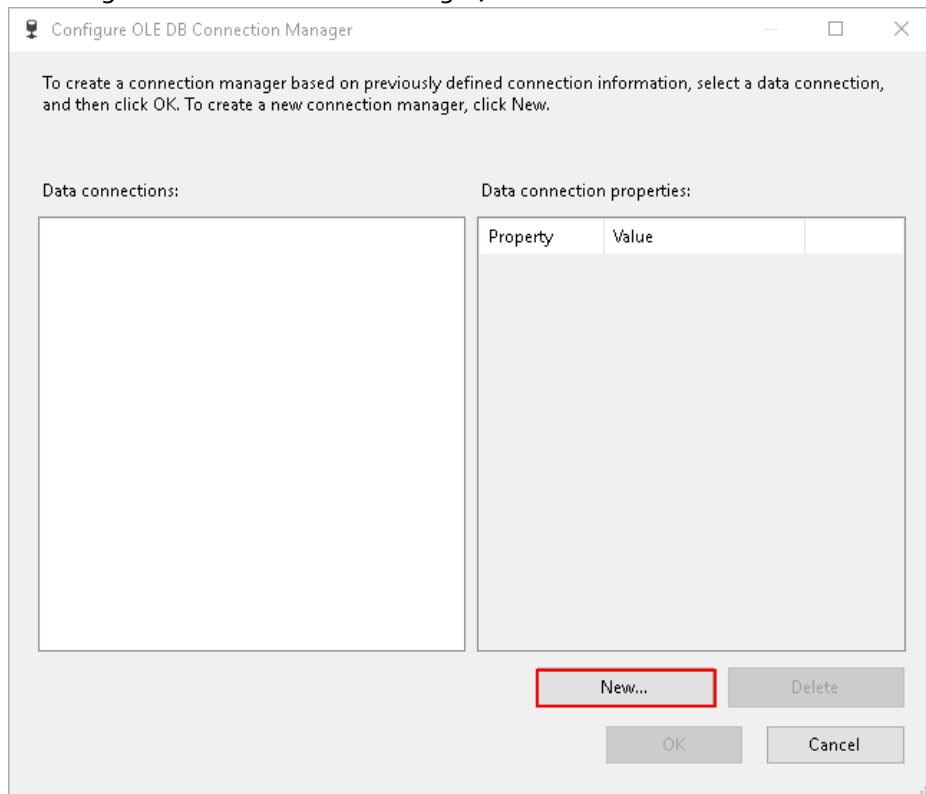 Configure OLE DB Connection Manager
To create a connection manager based on previously defined connection information, select a data connection,
and then click OK. To create a new connection manager, click New.
Data connections:
Data connection properties:
Property Value
New... Delete
OK Cancel